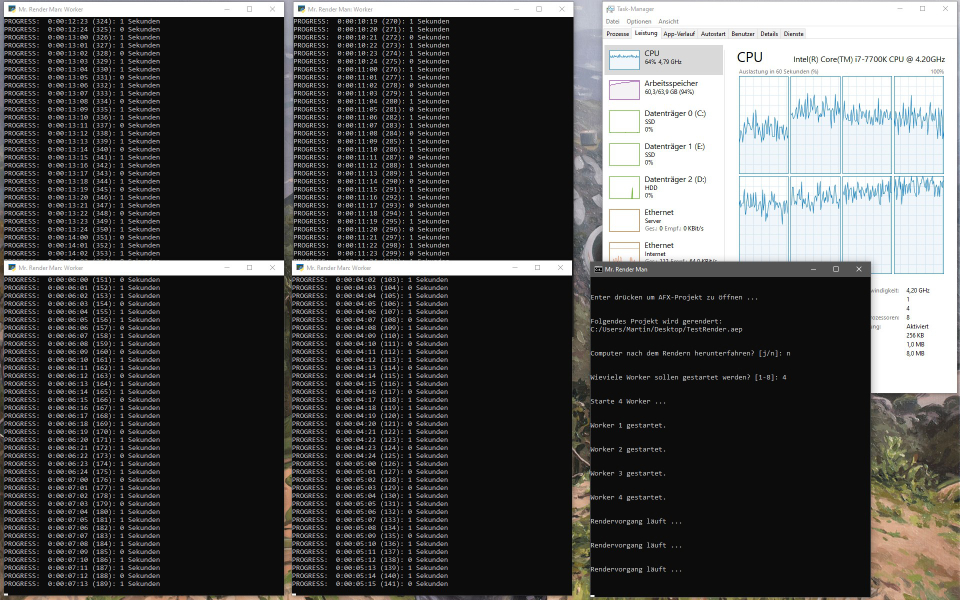 Mr. Render Marc Worker
PROGRESS: 0:00:12:23 (324): 1 Sekunden
PROGRESS: 0:00:12:24 (325): 0 Sekunden
PROGRESS: 0:00:13:00 (326): 1 Sekunden
PROGRESS: 0:00:13:01 (327): 1 Sekunden
PROGRESS: 0:00:13:02 (328): 0 Sekunden
PROGRESS: 0:00:13:03 (329): 1 Sekunden
PROGRESS: 0:00:13:04 (330): 1 Sekunden
PROGRESS: 0:00:13:05 (331): 0 Sekunden
PROGRESS: 0:00:13:06 (332): 1 Sekunden
PROGRESS: 0:00:13:07 (333): 1 Sekunden
PROGRESS: 0:00:13:08 (334): 0 Sekunden
PROGRESS: 0:00:13:09 (335): 1 Sekunden
PROGRESS: 0:00:13:10 (336): 1 Sekunden
PROGRESS: 0:00:13:11 (337): 0 Sekunden
PROGRESS: 0:00:13:12 (338): 1 Sekunden
PROGRESS: 0:00:13:13 (339): 1 Sekunden
PROGRESS: 0:00:13:14 (340): 0 Sekunden
PROGRESS: 0:00:13:15 (341): 1 Sekunden
PROGRESS: 0:00:13:16 (342): 1 Sekunden
PROGRESS: 0:00:13:17 (343): 0 Sekunden
PROGRESS: 0:00:13:18 (344): 1 Sekunden
PROGRESS: 0:00:13:19 (345): 0 Sekunden
PROGRESS: 0:00:13:20 (346): 1 Sekunden
PROGRESS: 0:00:13:21 (347): 1 Sekunden
PROGRESS: 0:00:13:22 (348): 0 Sekunden
PROGRESS: 0:00:13:23 (349): 1 Sekunden
PROGRESS: 0:00:13:24 (350): 1 Sekunden
PROGRESS: 0:00:14:00 (351): 0 Sekunden
PROGRESS: 0:00:14:01 (352): 1 Sekunden
PROGRESS: 0:00:14:02 (353): 1 Sekunden
Mr. Render Marc Worker
PROGRESS: 0:00:10:19 (270): 1 Sekunden
PROGRESS: 0:00:10:20 (271): 1 Sekunden
PROGRESS: 0:00:10:21 (272): 0 Sekunden
PROGRESS: 0:00:10:22 (273): 1 Sekunden
PROGRESS: 0:00:10:23 (274): 0 Sekunden
PROGRESS: 0:00:10:24 (275): 1 Sekunden
PROGRESS: 0:00:11:00 (276): 1 Sekunden
PROGRESS: 0:00:11:01 (277): 1 Sekunden
PROGRESS: 0:00:11:02 (278): 0 Sekunden
PROGRESS: 0:00:11:03 (279): 1 Sekunden
PROGRESS: 0:00:11:04 (280): 1 Sekunden
PROGRESS: 0:00:11:05 (281): 0 Sekunden
PROGRESS: 0:00:11:06 (282): 1 Sekunden
PROGRESS: 0:00:11:07 (283): 1 Sekunden
PROGRESS: 0:00:11:08 (284): 0 Sekunden
PROGRESS: 0:00:11:09 (285): 1 Sekunden
PROGRESS: 0:00:11:10 (286): 1 Sekunden
PROGRESS: 0:00:11:11 (287): 0 Sekunden
PROGRESS: 0:00:11:12 (288): 1 Sekunden
PROGRESS: 0:00:11:13 (289): 1 Sekunden
PROGRESS: 0:00:11:14 (290): 0 Sekunden
PROGRESS: 0:00:11:15 (291): 1 Sekunden
PROGRESS: 0:00:11:16 (292): 1 Sekunden
PROGRESS: 0:00:11:17 (293): 0 Sekunden
PROGRESS: 0:00:11:18 (294): 1 Sekunden
PROGRESS: 0:00:11:19 (295): 1 Sekunden
PROGRESS: 0:00:11:20 (296): 0 Sekunden
PROGRESS: 0:00:11:21 (297): 1 Sekunden
PROGRESS: 0:00:11:22 (298): 1 Sekunden
PROGRESS: 0:00:11:23 (299): 0 Sekunden
Task-Manager
Datei Optionen Ansicht
Prozesse Leistung App-Verlauf Autostart Benutzer Details Dienste
CPU
64% 4,79 GHz
Arbeitsspeicher
60,3/63,9 GB (94%)
Datenträger 0 (C:)
SSD
0%
Datenträger 1 (E:)
SSD
0%
Datenträger 2 (D:)
HDD
0%
Ethernet
Server
Ges.: 0 Empf.: 0 KBit/s
Ethernet
Internet
CPU Intel(R) Core(TM) i7-7700K CPU @ 4.20GHz
Auslastung in 60 Sekunden (%) 100%
windigkeit: 4,20 GHz
1
4
rozessoren: 8
ng: Aktiviert
256 KB
1,0 MB
8,0 MB
Mr. Render Marc Worker
PROGRESS: 0:00:06:00 (151): 0 Sekunden
PROGRESS: 0:00:06:01 (152): 1 Sekunden
PROGRESS: 0:00:06:02 (153): 1 Sekunden
PROGRESS: 0:00:06:03 (154): 1 Sekunden
PROGRESS: 0:00:06:04 (155): 1 Sekunden
PROGRESS: 0:00:06:05 (156): 1 Sekunden
PROGRESS: 0:00:06:06 (157): 0 Sekunden
PROGRESS: 0:00:06:07 (158): 1 Sekunden
PROGRESS: 0:00:06:08 (159): 1 Sekunden
PROGRESS: 0:00:06:09 (160): 0 Sekunden
PROGRESS: 0:00:06:10 (161): 1 Sekunden
PROGRESS: 0:00:06:11 (162): 1 Sekunden
PROGRESS: 0:00:06:12 (163): 0 Sekunden
PROGRESS: 0:00:06:13 (164): 1 Sekunden
PROGRESS: 0:00:06:14 (165): 1 Sekunden
PROGRESS: 0:00:06:15 (166): 0 Sekunden
PROGRESS: 0:00:06:16 (167): 1 Sekunden
PROGRESS: 0:00:06:17 (168): 1 Sekunden
PROGRESS: 0:00:06:18 (169): 0 Sekunden
PROGRESS: 0:00:06:19 (170): 1 Sekunden
PROGRESS: 0:00:06:21 (172): 1 Sekunden
PROGRESS: 0:00:06:22 (173): 0 Sekunden
PROGRESS: 0:00:06:23 (174): 1 Sekunden
PROGRESS: 0:00:06:24 (175): 1 Sekunden
PROGRESS: 0:00:07:00 (176): 0 Sekunden
PROGRESS: 0:00:07:01 (177): 1 Sekunden
PROGRESS: 0:00:07:02 (178): 1 Sekunden
PROGRESS: 0:00:07:03 (179): 0 Sekunden
PROGRESS: 0:00:07:04 (180): 1 Sekunden
PROGRESS: 0:00:07:05 (181): 1 Sekunden
PROGRESS: 0:00:07:06 (182): 0 Sekunden
PROGRESS: 0:00:07:07 (183): 1 Sekunden
PROGRESS: 0:00:07:08 (184): 1 Sekunden
PROGRESS: 0:00:07:09 (185): 0 Sekunden
PROGRESS: 0:00:07:10 (186): 1 Sekunden
PROGRESS: 0:00:07:11 (187): 1 Sekunden
PROGRESS: 0:00:07:12 (188): 0 Sekunden
PROGRESS: 0:00:07:13 (189): 1 Sekunden
Mr. Render Marc Worker
PROGRESS: 0:00:04:02 (103): 1 Sekunden
PROGRESS: 0:00:04:03 (104): 1 Sekunden
PROGRESS: 0:00:04:04 (105): 1 Sekunden
PROGRESS: 0:00:04:05 (106): 1 Sekunden
PROGRESS: 0:00:04:06 (107): 1 Sekunden
PROGRESS: 0:00:04:07 (108): 0 Sekunden
PROGRESS: 0:00:04:08 (109): 1 Sekunden
PROGRESS: 0:00:04:09 (110): 1 Sekunden
PROGRESS: 0:00:04:10 (111): 0 Sekunden
PROGRESS: 0:00:04:11 (112): 1 Sekunden
PROGRESS: 0:00:04:12 (113): 1 Sekunden
PROGRESS: 0:00:04:13 (114): 0 Sekunden
PROGRESS: 0:00:04:14 (115): 1 Sekunden
PROGRESS: 0:00:04:15 (116): 1 Sekunden
PROGRESS: 0:00:04:16 (117): 0 Sekunden
PROGRESS: 0:00:04:17 (118): 1 Sekunden
PROGRESS: 0:00:04:18 (119): 1 Sekunden
PROGRESS: 0:00:04:19 (120): 1 Sekunden
PROGRESS: 0:00:04:20 (121): 0 Sekunden
PROGRESS: 0:00:04:21 (122): 1 Sekunden
PROGRESS: 0:00:04:22 (123): 1 Sekunden
PROGRESS: 0:00:04:23 (124): 0 Sekunden
PROGRESS: 0:00:04:24 (125): 1 Sekunden
PROGRESS: 0:00:05:00 (126): 1 Sekunden
PROGRESS: 0:00:05:01 (127): 0 Sekunden
PROGRESS: 0:00:05:02 (128): 1 Sekunden
PROGRESS: 0:00:05:03 (129): 1 Sekunden
PROGRESS: 0:00:05:04 (130): 1 Sekunden
PROGRESS: 0:00:05:05 (131): 0 Sekunden
PROGRESS: 0:00:05:06 (132): 1 Sekunden
PROGRESS: 0:00:05:07 (133): 1 Sekunden
PROGRESS: 0:00:05:08 (134): 0 Sekunden
PROGRESS: 0:00:05:09 (135): 1 Sekunden
PROGRESS: 0:00:05:10 (136): 1 Sekunden
PROGRESS: 0:00:05:11 (137): 0 Sekunden
PROGRESS: 0:00:05:12 (138): 1 Sekunden
PROGRESS: 0:00:05:13 (139): 1 Sekunden
PROGRESS: 0:00:05:14 (140): 1 Sekunden
PROGRESS: 0:00:05:15 (141): 0 Sekunden
Mr. Render Man
Enter drücken um AFX-Projekt zu öffnen ...
Folgendes Projekt wird gerendert:
C:/Users/Martin/Desktop/TestRender.aep
Computer nach dem Rendern herunterfahren? [j/n]: n
Wieviele Worker sollen gestartet werden? [1-8]: 4
Starte 4 Worker ...
Worker 1 gestartet.
Worker 2 gestartet.
Worker 3 gestartet.
Worker 4 gestartet.
Rendervorgang läuft ...
Rendervorgang läuft ...
Rendervorgang läuft ...